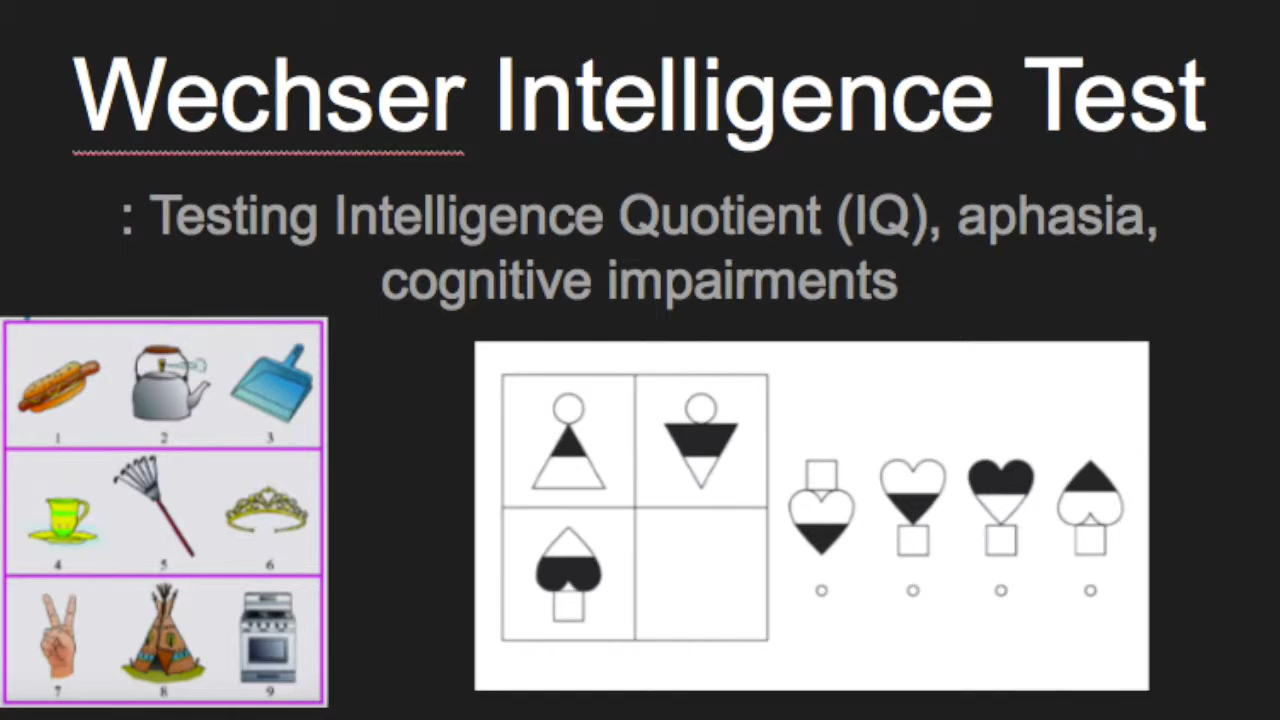 Wechser Intelligence Test
: Testing Intelligence Quotient (IQ), aphasia,
cognitive impairments
1 2 3
4 5 6
7 8 9